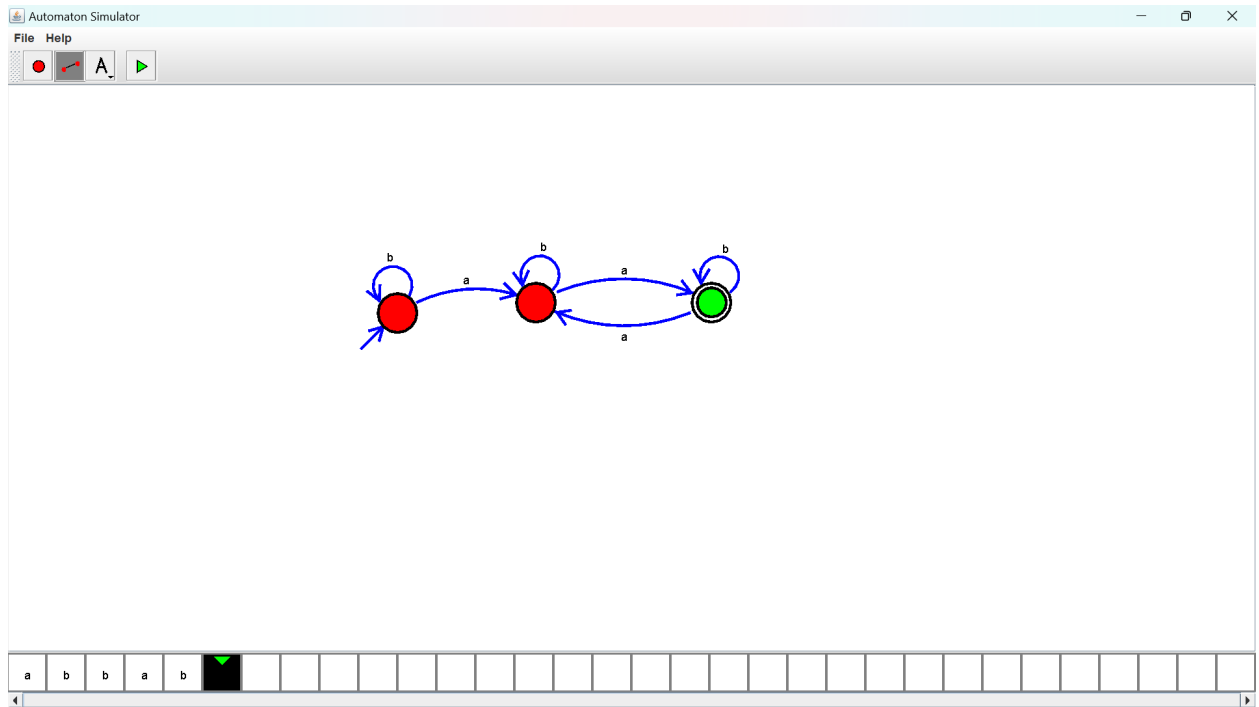 Automaton Simulator
File Help
A
b b b
a a
a
a b b a b